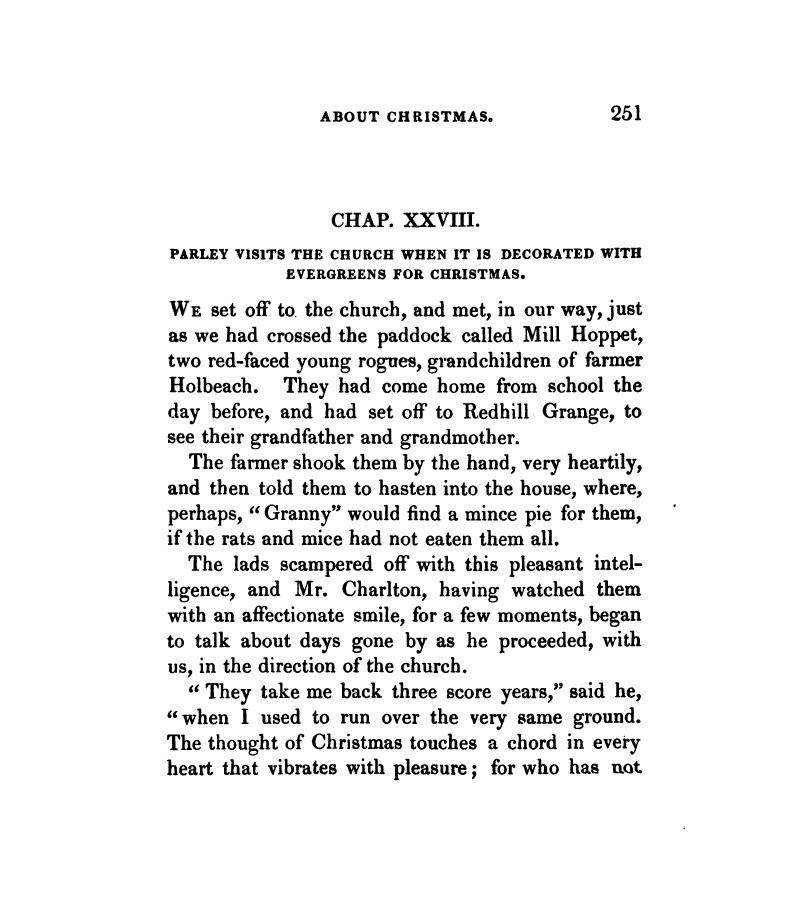 ABOUT CHRISTMAS. 251
CHAP. XXVIII.
PARLEY VISITS THE CHURCH WHEN IT IS DECORATED WITH
EVERGREENS FOR CHRISTMAS.
WE set off to the church, and met, in our way, just
as we had crossed the paddock called Mill Hoppet,
two red-faced young rogues, grandchildren of farmer
Holbeach. They had come home from school the
day before, and had set off to Redhill Grange, to
see their grandfather and grandmother.
The farmer shook them by the hand, very heartily,
and then told them to hasten into the house, where,
perhaps, “Granny” would find a mince pie for them,
if the rats and mice had not eaten them all.
The lads scampered off with this pleasant intel-
ligence, and Mr. Charlton, having watched them
with an affectionate smile, for a few moments, began
to talk about days gone by as he proceeded, with
us, in the direction of the church.
“They take me back three score years,” said he,
“when I used to run over the very same ground.
The thought of Christmas touches a chord in every
heart that vibrates with pleasure; for who has not